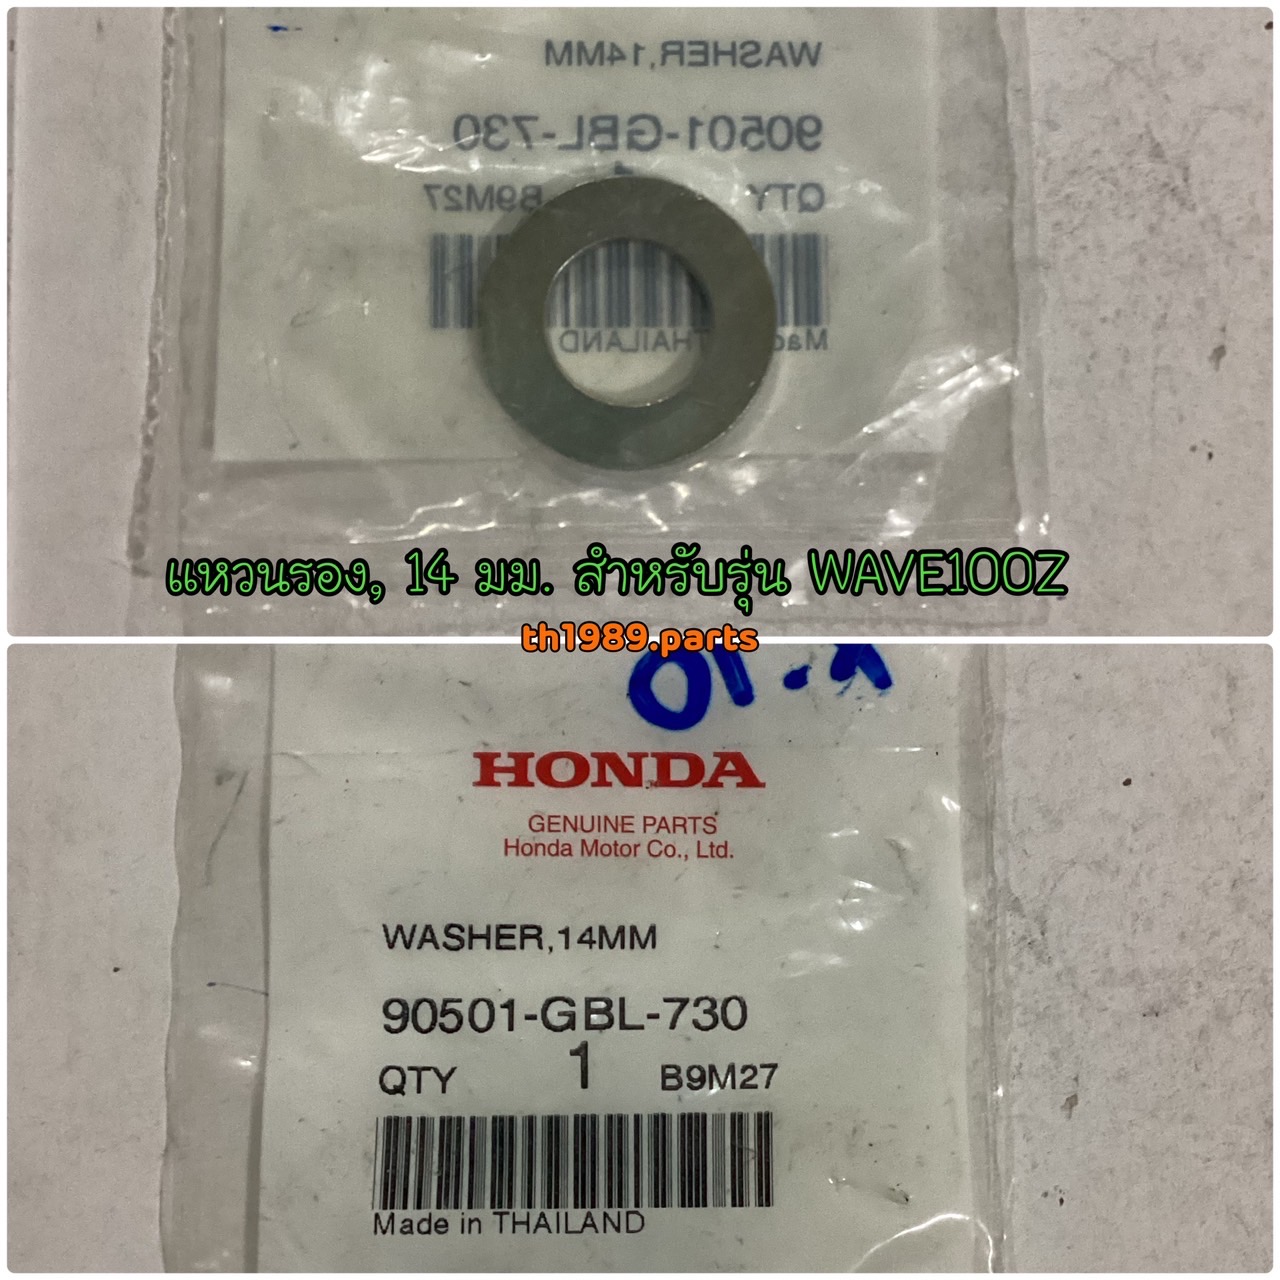 WASHER,14MM
90501-GBL-730
QTY B9M27
Made THAILAND
แหวนรอง, 14 มม. สำหรับรุ่น WAVE100Z
th1989.parts
HONDA
GENUINE PARTS
Honda Motor Co., Ltd.
WASHER,14MM
90501-GBL-730
QTY 1 B9M27
Made in THAILAND